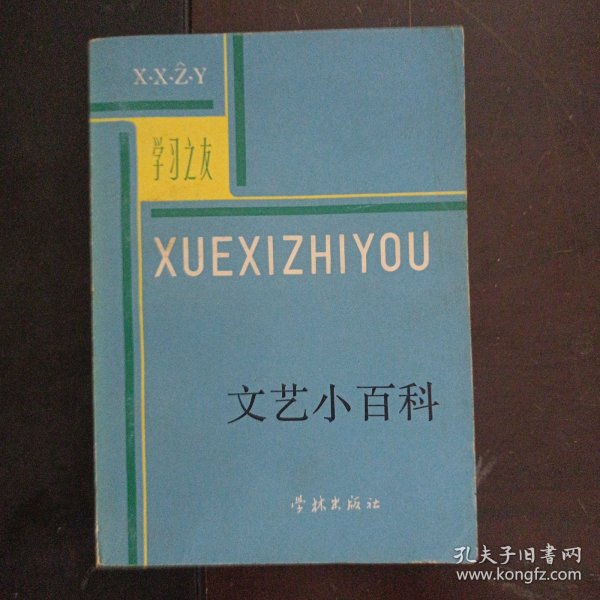 X·X·Ẑ·Y
学习之友
XUEXIZHIYOU
文艺小百科
学林出版社
孔夫子旧书网
www.kongfz.com